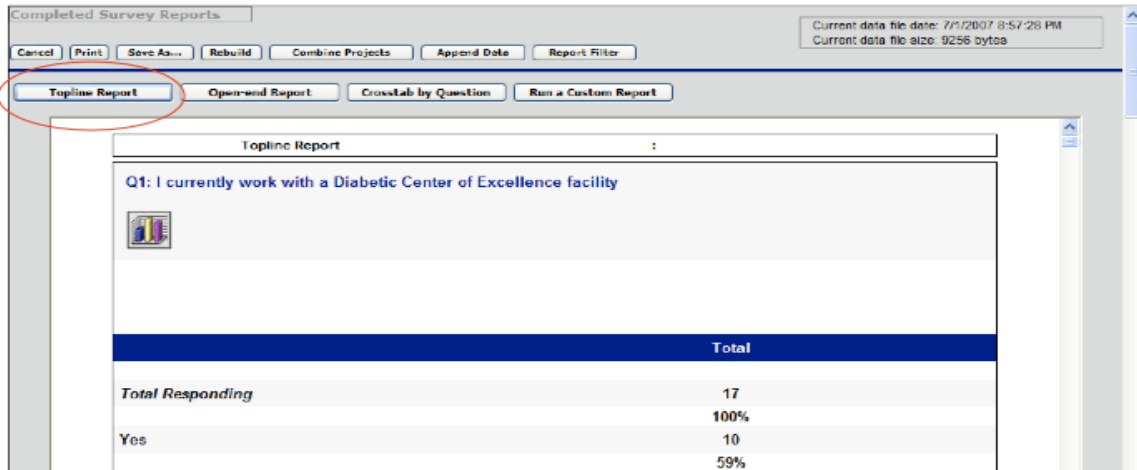 Completed Survey Reports
Current data file date: 7/1/2007 8:57:28 PM
Current data file size: 9256 bytes
Cancel Print Save As... Rebuild Combine Projects Append Data Report Filter
Topline Report Open-end Report Crosstab by Question Run a Custom Report
Topline Report :
Q1: I currently work with a Diabetic Center of Excellence facility
Total
Total Responding 17
100%
Yes 10
59%